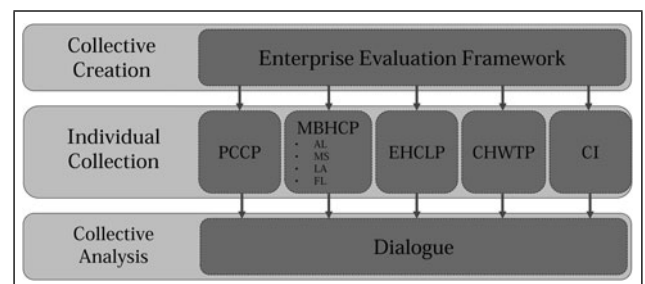 Collective
Creation
Enterprise Evaluation Framework
Individual
Collection
PCCP
MBHCP
• AL
• MS
• LA
• FL
EHCLP
CHWTP
CI
Collective
Analysis
Dialogue